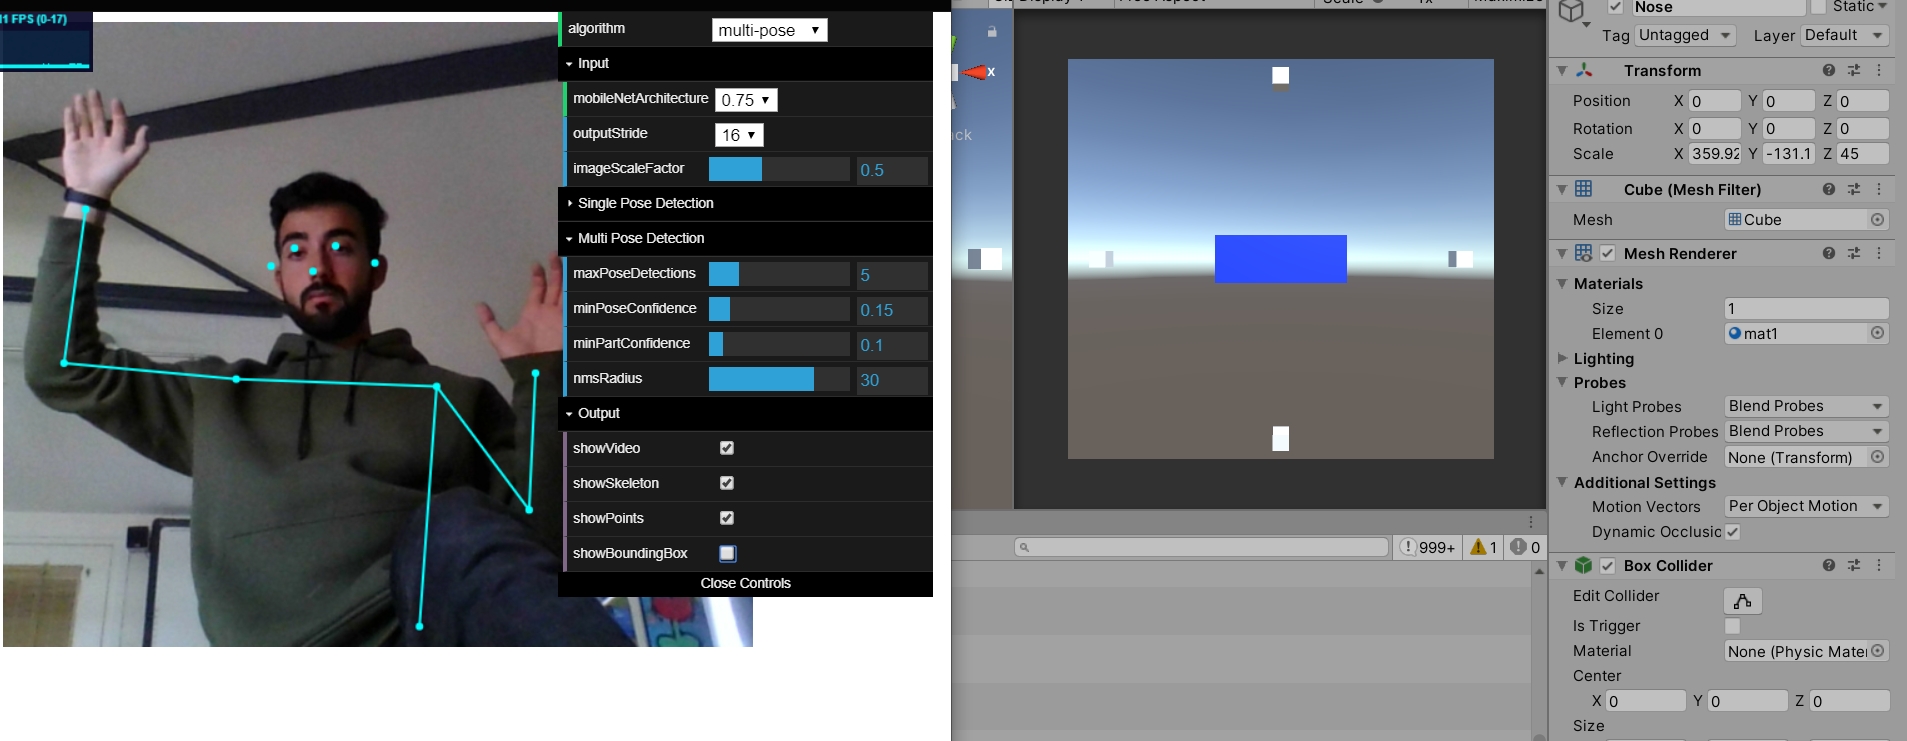 11 FPS (0-17)
algorithm
multi-pose
Input
mobileNetArchitecture
0.75
outputStride
16
imageScaleFactor
0.5
Single Pose Detection
Multi Pose Detection
maxPoseDetections
5
minPoseConfidence
0.15
minPartConfidence
0.1
nmsRadius
30
Output
showVideo
showSkeleton
showPoints
showBoundingBox
Close Controls
x
999+
1
0
Nose
Static
Tag Untagged
Layer Default
Transform
Position X 0 Y 0 Z 0
Rotation X 0 Y 0 Z 0
Scale X 359.92 Y -131.1 Z 45
Cube (Mesh Filter)
Mesh Cube
Mesh Renderer
Materials
Size 1
Element 0 mat1
Lighting
Probes
Light Probes Blend Probes
Reflection Probes Blend Probes
Anchor Override None (Transform)
Additional Settings
Motion Vectors Per Object Motion
Dynamic Occlusic
Box Collider
Edit Collider
Is Trigger
Material None (Physic Mater
Center
X 0 Y 0 Z 0
Size